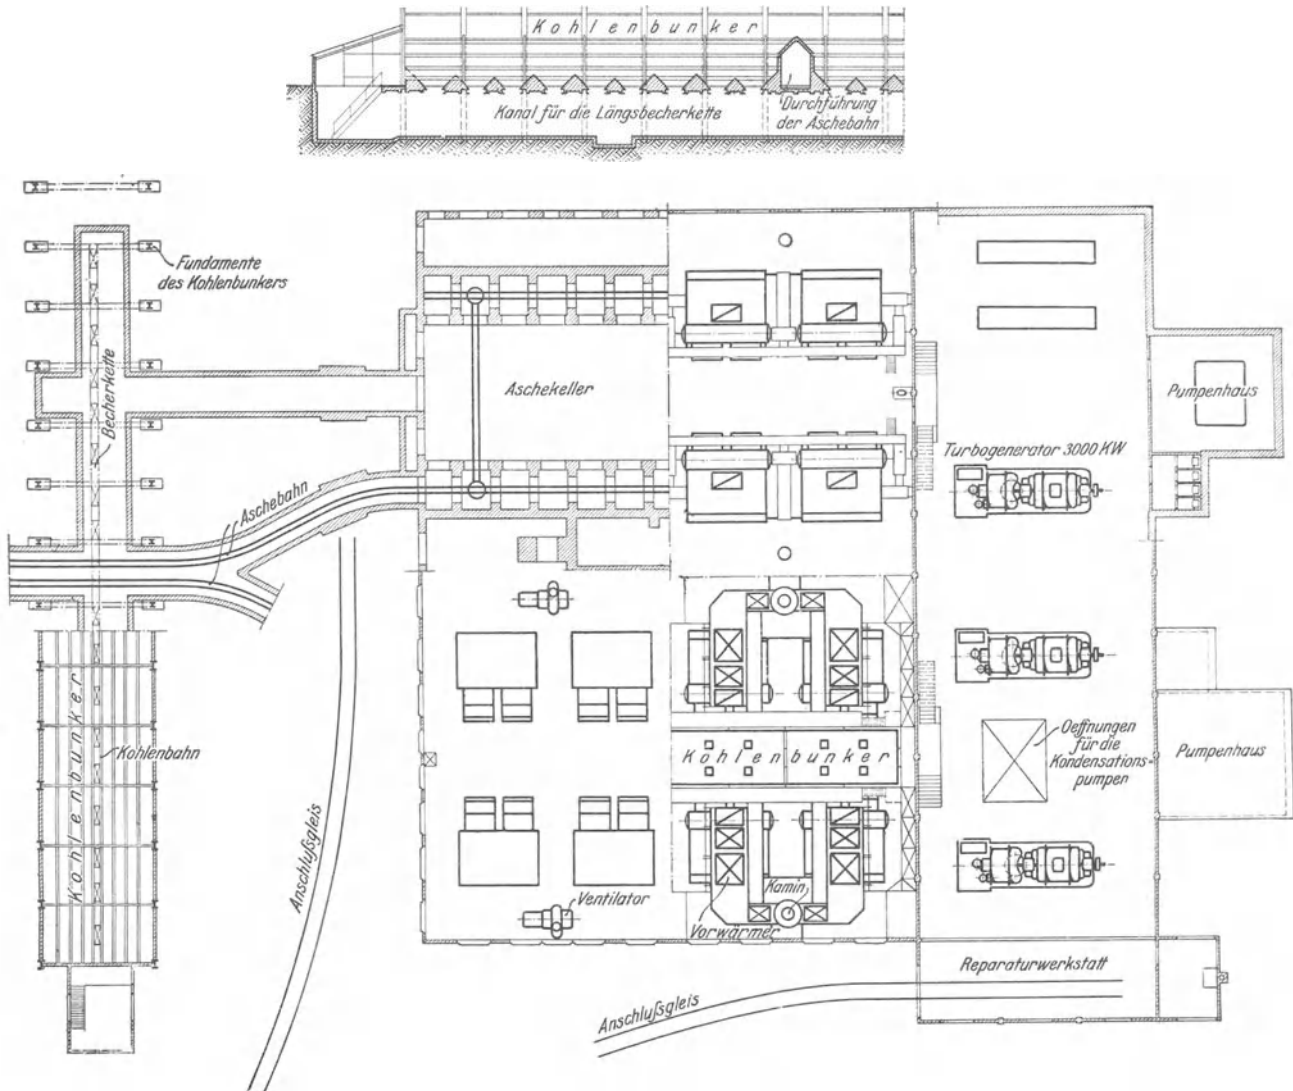 Kohlenbunker
Kanal für die Längsbecherkette
Durchführung
der Aschebahn
Fundamente
des Kohlenbunkers
Becherkette
Aschekeller
Pumpenhaus
Turbogenerator 3000 KW
Aschebahn
Kohlenbunker
Kohlenbahn
Kohlenbunker
Oeffnungen
für die
Kondensations-
pumpen
Pumpenhaus
Anschlußgleis
Ventilator
Kamin
Vorwärmer
Reparaturwerkstatt
Anschlußgleis